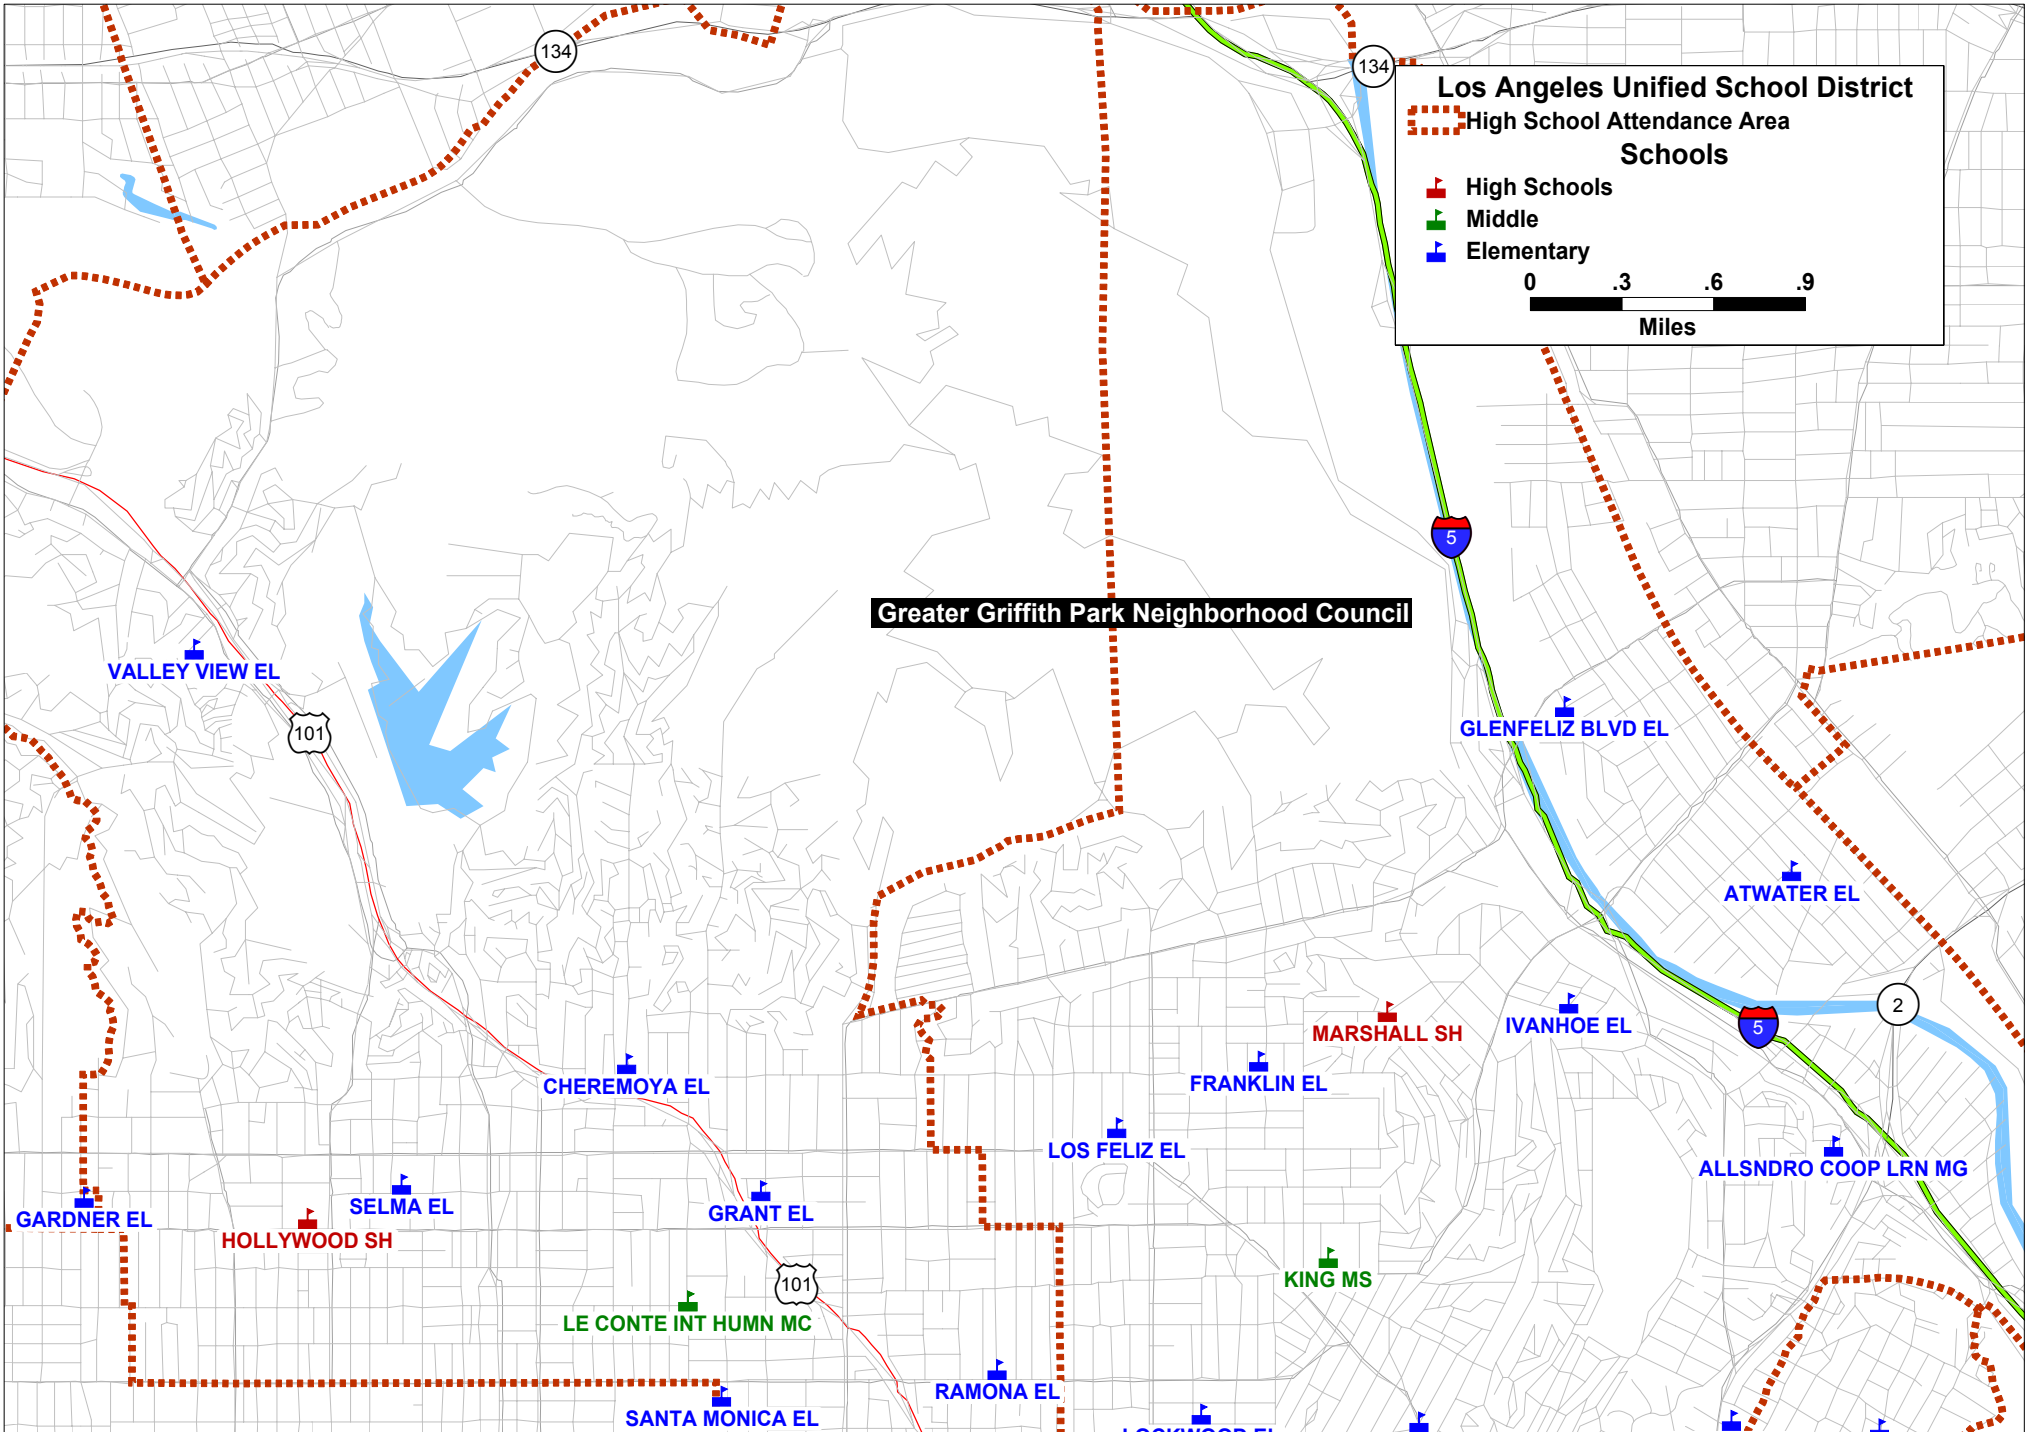 134
134
Los Angeles Unified School District
High School Attendance Area
Schools
High Schools
Middle
Elementary
0 .3 .6 .9
Miles
5
Greater Griffith Park Neighborhood Council
VALLEY VIEW EL
101
GLENFELIZ BLVD EL
ATWATER EL
2
MARSHALL SH
IVANHOE EL
5
CHEREMOYA EL
FRANKLIN EL
LOS FELIZ EL
ALLSNDRO COOP LRN MG
GARDNER EL
SELMA EL
GRANT EL
HOLLYWOOD SH
KING MS
101
LE CONTE INT HUMN MC
RAMONA EL
SANTA MONICA EL
LOCKWOOD EL